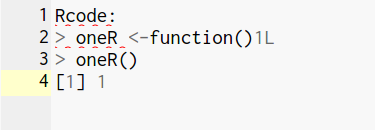 1 Rcode:
2 > oneR <-function()1L
3 > oneR()
4 [1] 1